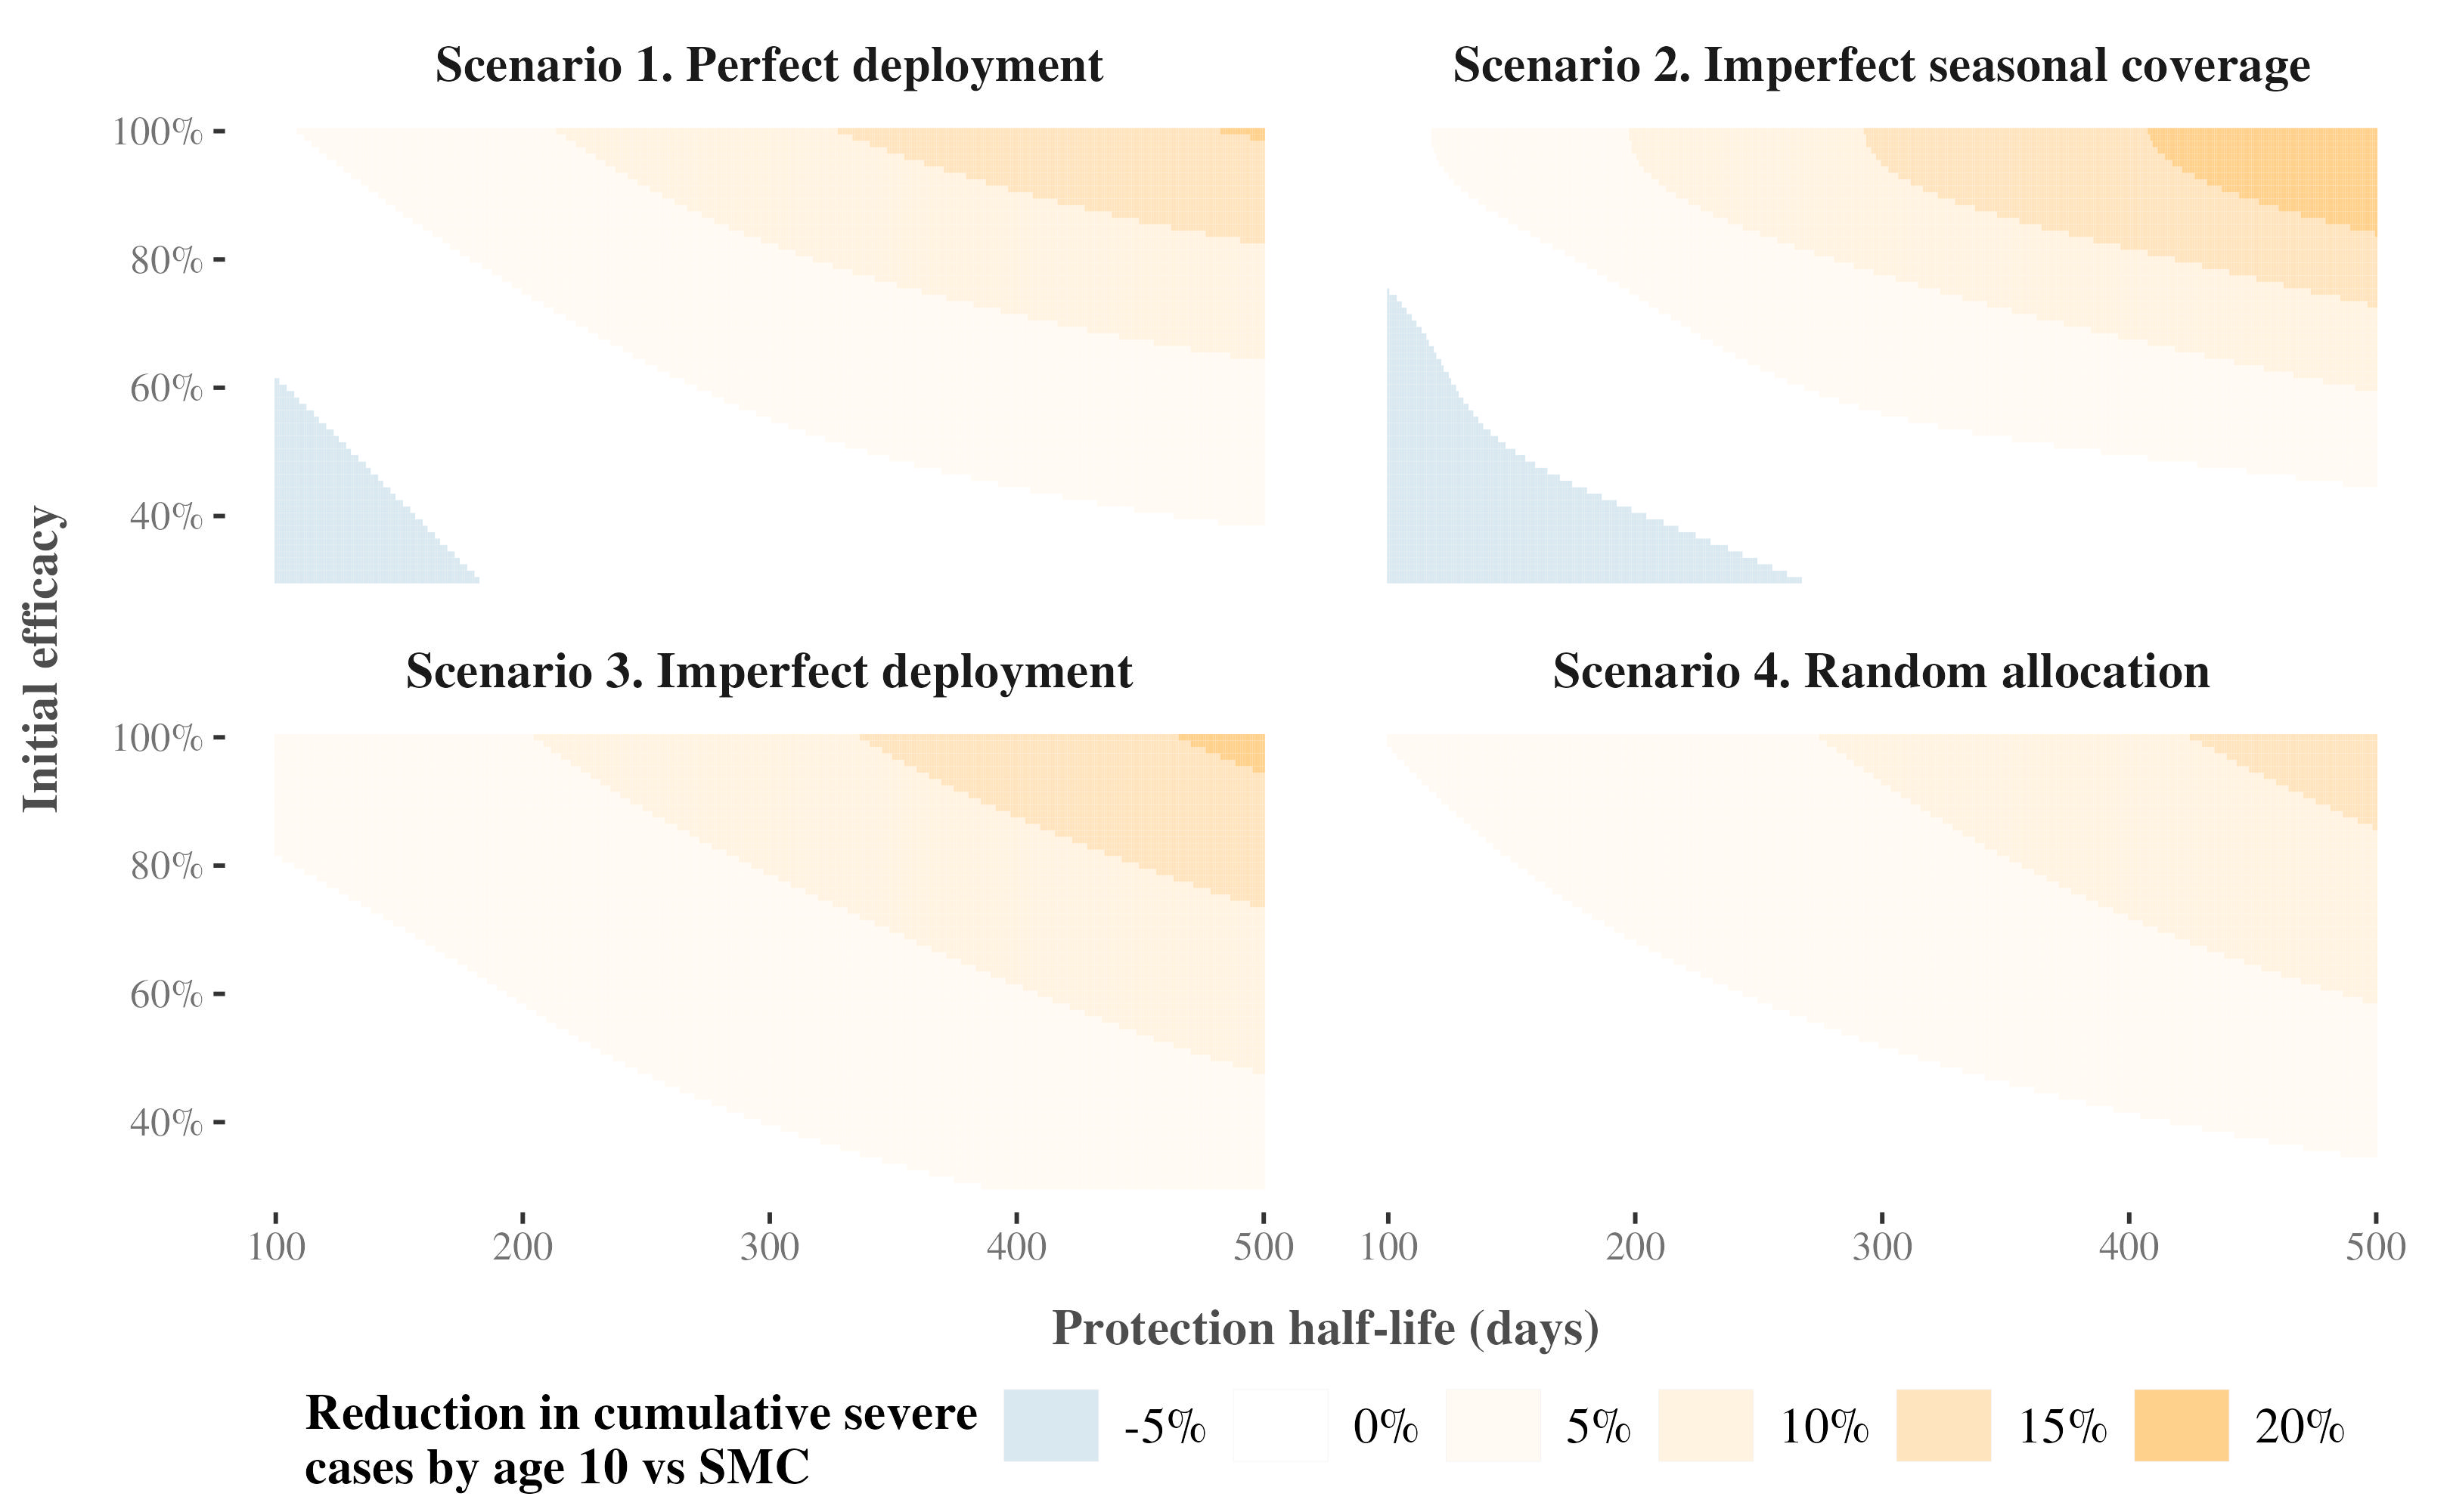 Scenario 1. Perfect deployment
Scenario 2. Imperfect seasonal coverage
100%
80%
60%
40%
Initial efficacy
Scenario 3. Imperfect deployment
Scenario 4. Random allocation
100%
80%
60%
40%
100 200 300 400 500 100 200 300 400 500
Protection half-life (days)
Reduction in cumulative severe
cases by age 10 vs SMC
-5% 0% 5% 10% 15% 20%